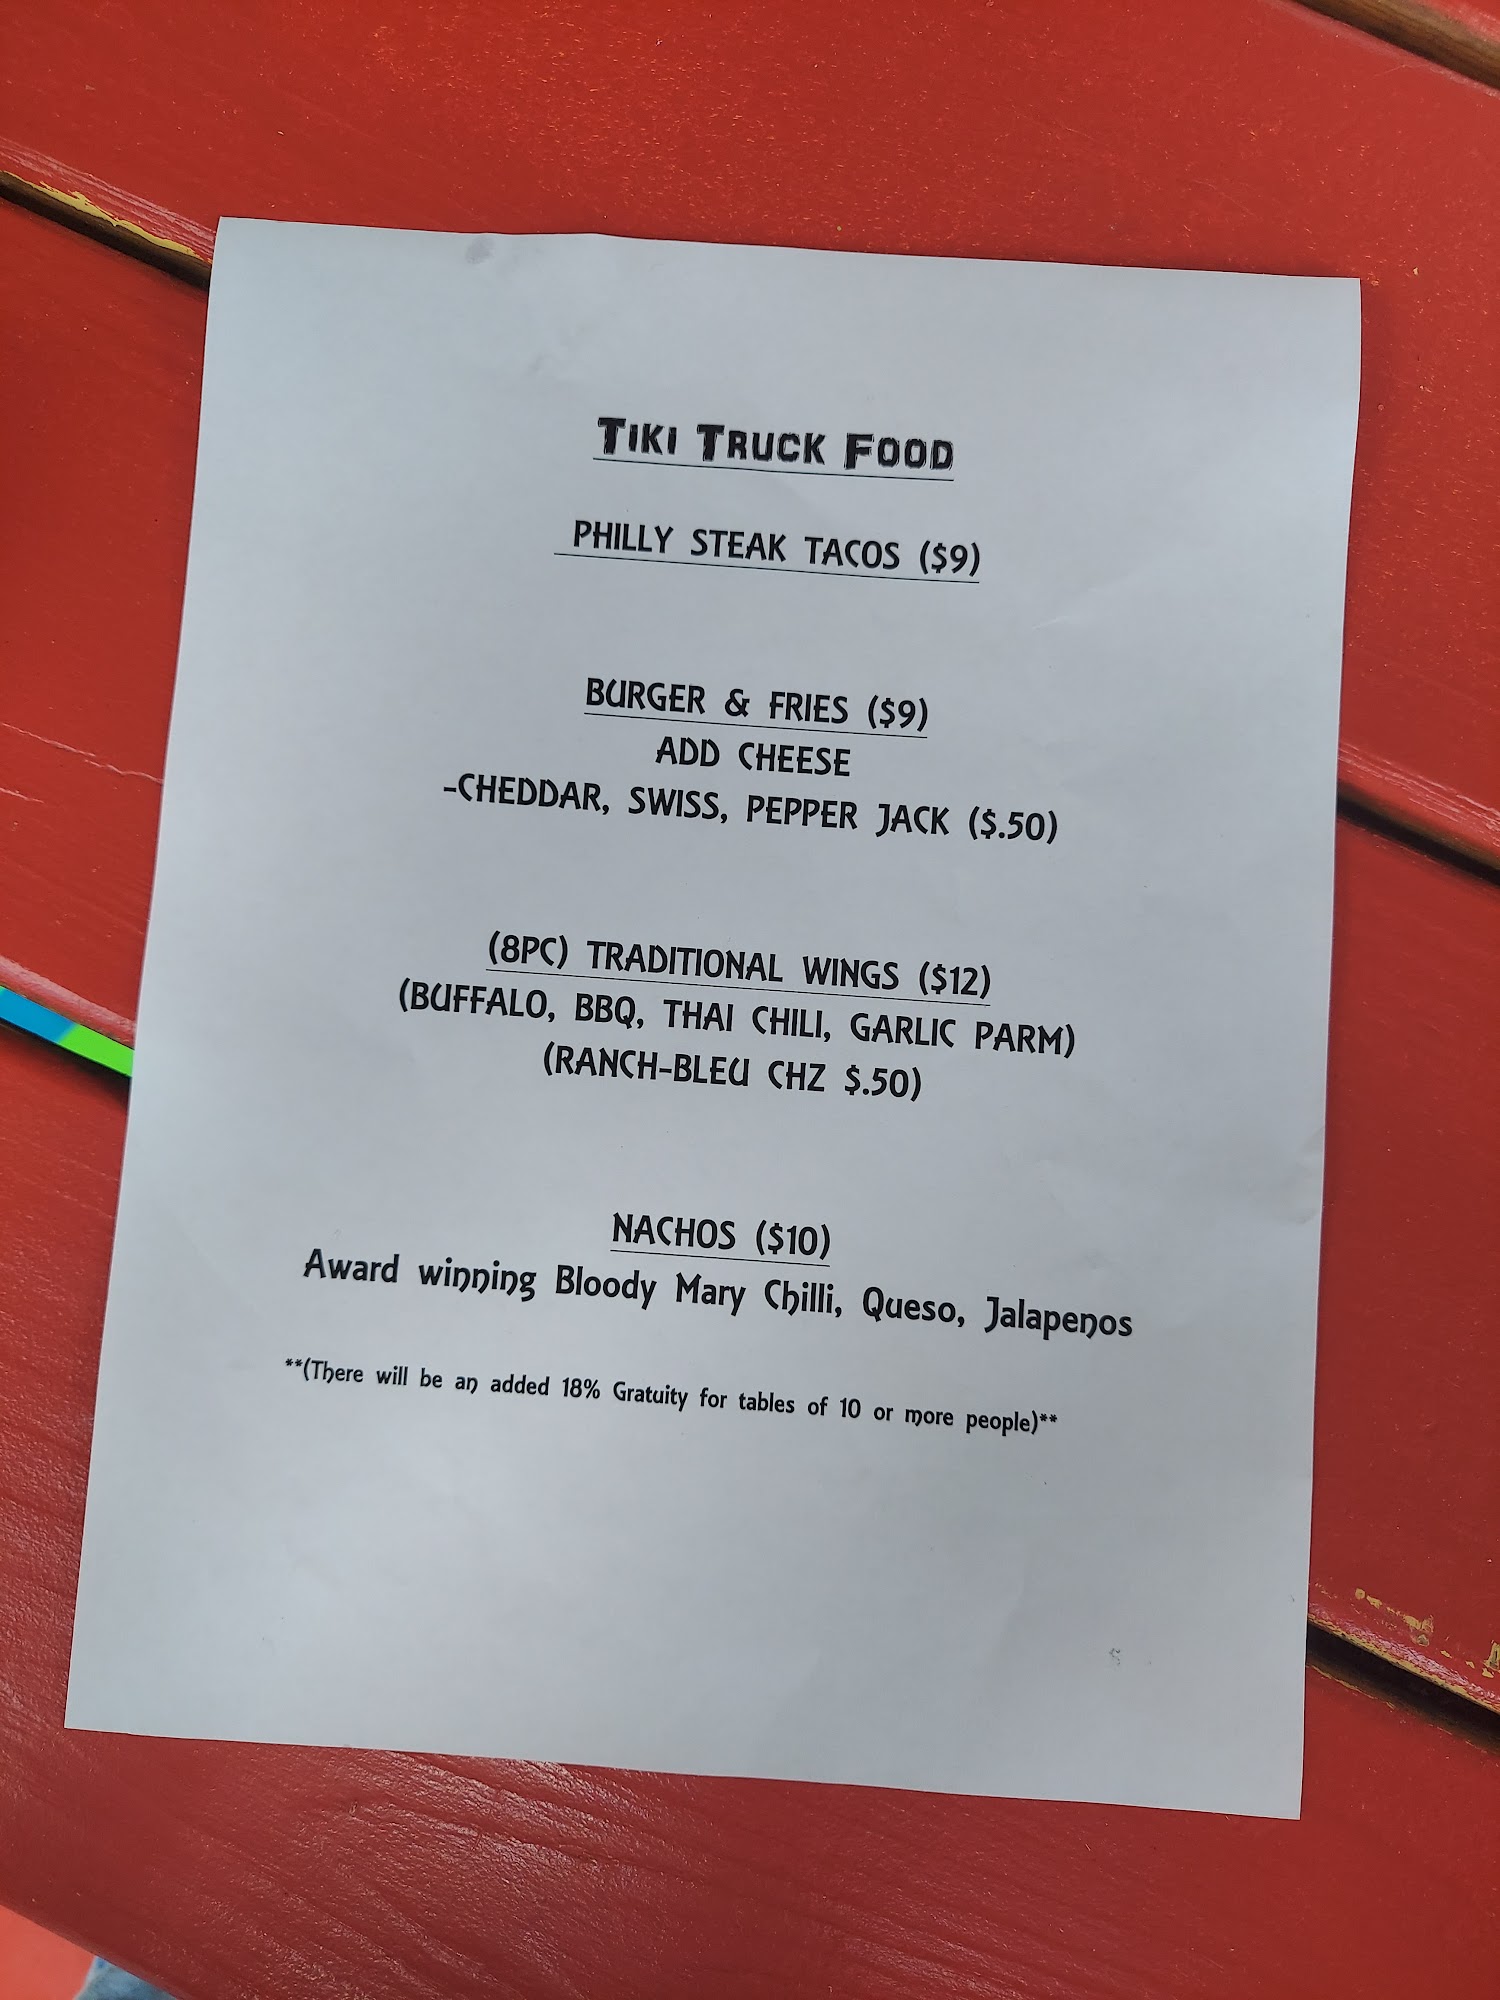 TIKI TRUCK FOOD
PHILLY STEAK TACOS ($9)
BURGER & FRIES ($9)
ADD CHEESE
-CHEDDAR, SWISS, PEPPER JACK ($.50)
(8PC) TRADITIONAL WINGS ($12)
(BUFFALO, BBQ, THAI CHILI, GARLIC PARM)
(RANCH-BLEU CHZ $.50)
NACHOS ($10)
Award winning Bloody Mary Chilli, Queso, Jalapenos
**(There will be an added 18% Gratuity for tables of 10 or more people)**